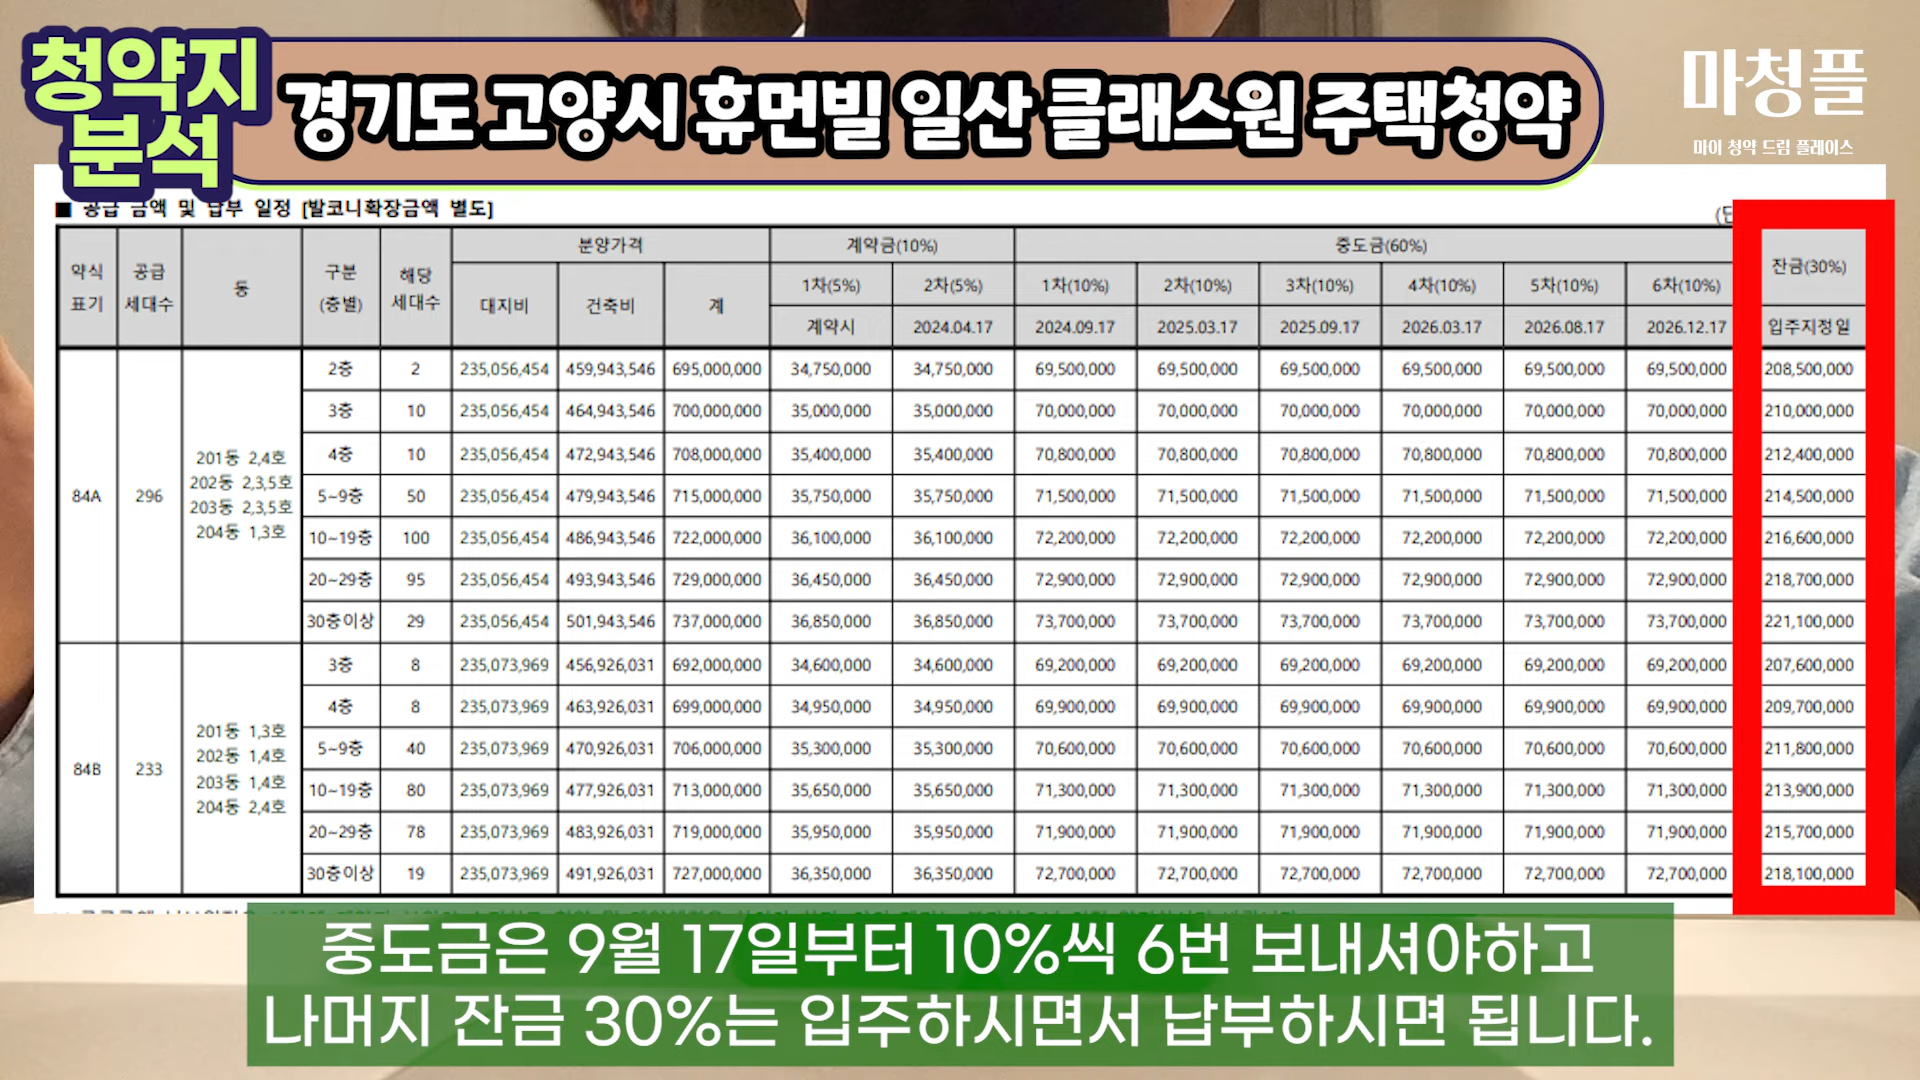 청약지
분석
경기도 고양시 휴먼빌 일산 클래스원 주택청약
마청플
마이 청약 드림 플레이스
■ 공급 금액 및 납부 일정 [발코니확장금액 별도]
약식 표기 공급 세대수 동 구분 (층별) 해당 세대수 분양가격 계약금(10%) 중도금(60%) 잔금(30%)
대지비 건축비 계 1차(5%) 2차(5%) 1차(10%) 2차(10%) 3차(10%) 4차(10%) 5차(10%) 6차(10%)
계약시 2024.04.17 2024.09.17 2025.03.17 2025.09.17 2026.03.17 2026.08.17 2026.12.17 입주지정일
84A 296 201동 2,4호 202동 2,3,5호 203동 2,3,5호 204동 1,3호
2층 2 235,056,454 459,943,546 695,000,000 34,750,000 34,750,000 69,500,000 69,500,000 69,500,000 69,500,000 69,500,000 69,500,000 208,500,000
3층 10 235,056,454 464,943,546 700,000,000 35,000,000 35,000,000 70,000,000 70,000,000 70,000,000 70,000,000 70,000,000 70,000,000 210,000,000
4층 10 235,056,454 472,943,546 708,000,000 35,400,000 35,400,000 70,800,000 70,800,000 70,800,000 70,800,000 70,800,000 70,800,000 212,400,000
5~9층 50 235,056,454 479,943,546 715,000,000 35,750,000 35,750,000 71,500,000 71,500,000 71,500,000 71,500,000 71,500,000 71,500,000 214,500,000
10~19층 100 235,056,454 486,943,546 722,000,000 36,100,000 36,100,000 72,200,000 72,200,000 72,200,000 72,200,000 72,200,000 72,200,000 216,600,000
20~29층 95 235,056,454 493,943,546 729,000,000 36,450,000 36,450,000 72,900,000 72,900,000 72,900,000 72,900,000 72,900,000 72,900,000 218,700,000
30층이상 29 235,056,454 501,943,546 737,000,000 36,850,000 36,850,000 73,700,000 73,700,000 73,700,000 73,700,000 73,700,000 73,700,000 221,100,000
84B 233 201동 1,3호 202동 1,4호 203동 1,4호 204동 2,4호
3층 8 235,073,969 456,926,031 692,000,000 34,600,000 34,600,000 69,200,000 69,200,000 69,200,000 69,200,000 69,200,000 69,200,000 207,600,000
4층 8 235,073,969 463,926,031 699,000,000 34,950,000 34,950,000 69,900,000 69,900,000 69,900,000 69,900,000 69,900,000 69,900,000 209,700,000
5~9층 40 235,073,969 470,926,031 706,000,000 35,300,000 35,300,000 70,600,000 70,600,000 70,600,000 70,600,000 70,600,000 70,600,000 211,800,000
10~19층 80 235,073,969 477,926,031 713,000,000 35,650,000 35,650,000 71,300,000 71,300,000 71,300,000 71,300,000 71,300,000 71,300,000 213,900,000
20~29층 78 235,073,969 483,926,031 719,000,000 35,950,000 35,950,000 71,900,000 71,900,000 71,900,000 71,900,000 71,900,000 71,900,000 215,700,000
30층이상 19 235,073,969 491,926,031 727,000,000 36,350,000 36,350,000 72,700,000 72,700,000 72,700,000 72,700,000 72,700,000 72,700,000 218,100,000
중도금은 9월 17일부터 10%씩 6번 보내셔야하고
나머지 잔금 30%는 입주하시면서 납부하시면 됩니다.